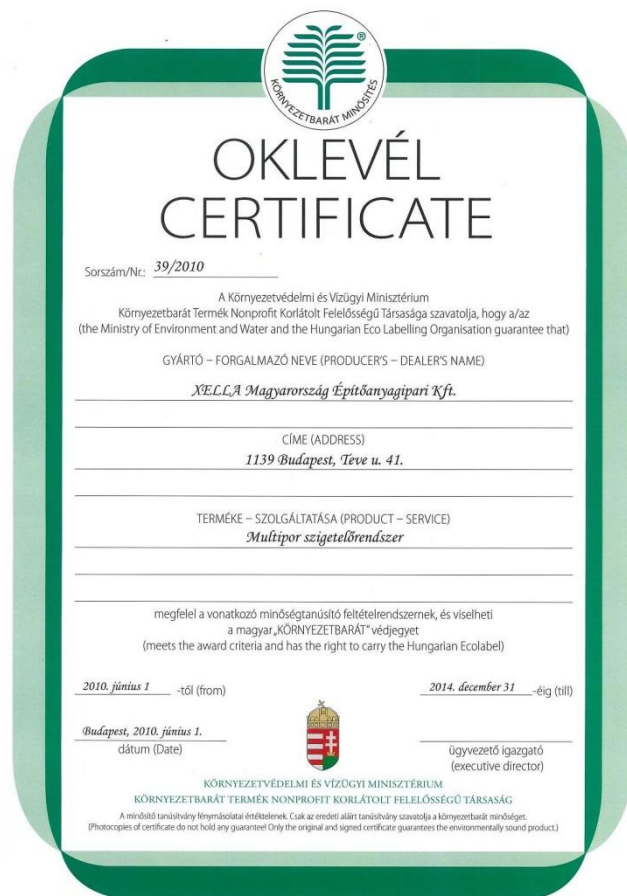 ®
KÖRNYEZETBARÁT MINŐSÍTÉS
OKLEVÉL
CERTIFICATE
Sorszám/Nr.: 39/2010
A Környezetvédelmi és Vízügyi Minisztérium
Környezetbarát Termék Nonprofit Korlátolt Felelősségű Társasága szavatolja, hogy a/az
(the Ministry of Environment and Water and the Hungarian Eco Labelling Organisation guarantee that)
GYÁRTÓ – FORGALMAZÓ NEVE (PRODUCER'S – DEALER'S NAME)
XELLA Magyarország Építőanyagipari Kft.
CÍME (ADDRESS)
1139 Budapest, Teve u. 41.
TERMÉKE – SZOLGÁLTATÁSA (PRODUCT – SERVICE)
Multipor szigetelőrendszer
megfelel a vonatkozó minőségtanúsító feltételrendszernek, és viselheti
a magyar „KÖRNYEZETBARÁT” védjegyet
(meets the award criteria and has the right to carry the Hungarian Ecolabel)
2010. június 1 -től (from) 2014. december 31 -éig (till)
Budapest, 2010. június 1.
dátum (Date)
ügyvezető igazgató
(executive director)
KÖRNYEZETVÉDELMI ÉS VÍZÜGYI MINISZTÉRIUM
KÖRNYEZETBARÁT TERMÉK NONPROFIT KORLÁTOLT FELELŐSSÉGŰ TÁRSASÁG
A minősítő tanúsítvány fénymásolatai értéktelenek. Csak az eredeti aláírt tanúsítvány szavatolja a környezetbarát minőséget.
(Photocopies of certificate do not hold any guarantee! Only the original and signed certificate guarantees the environmentally sound product.)